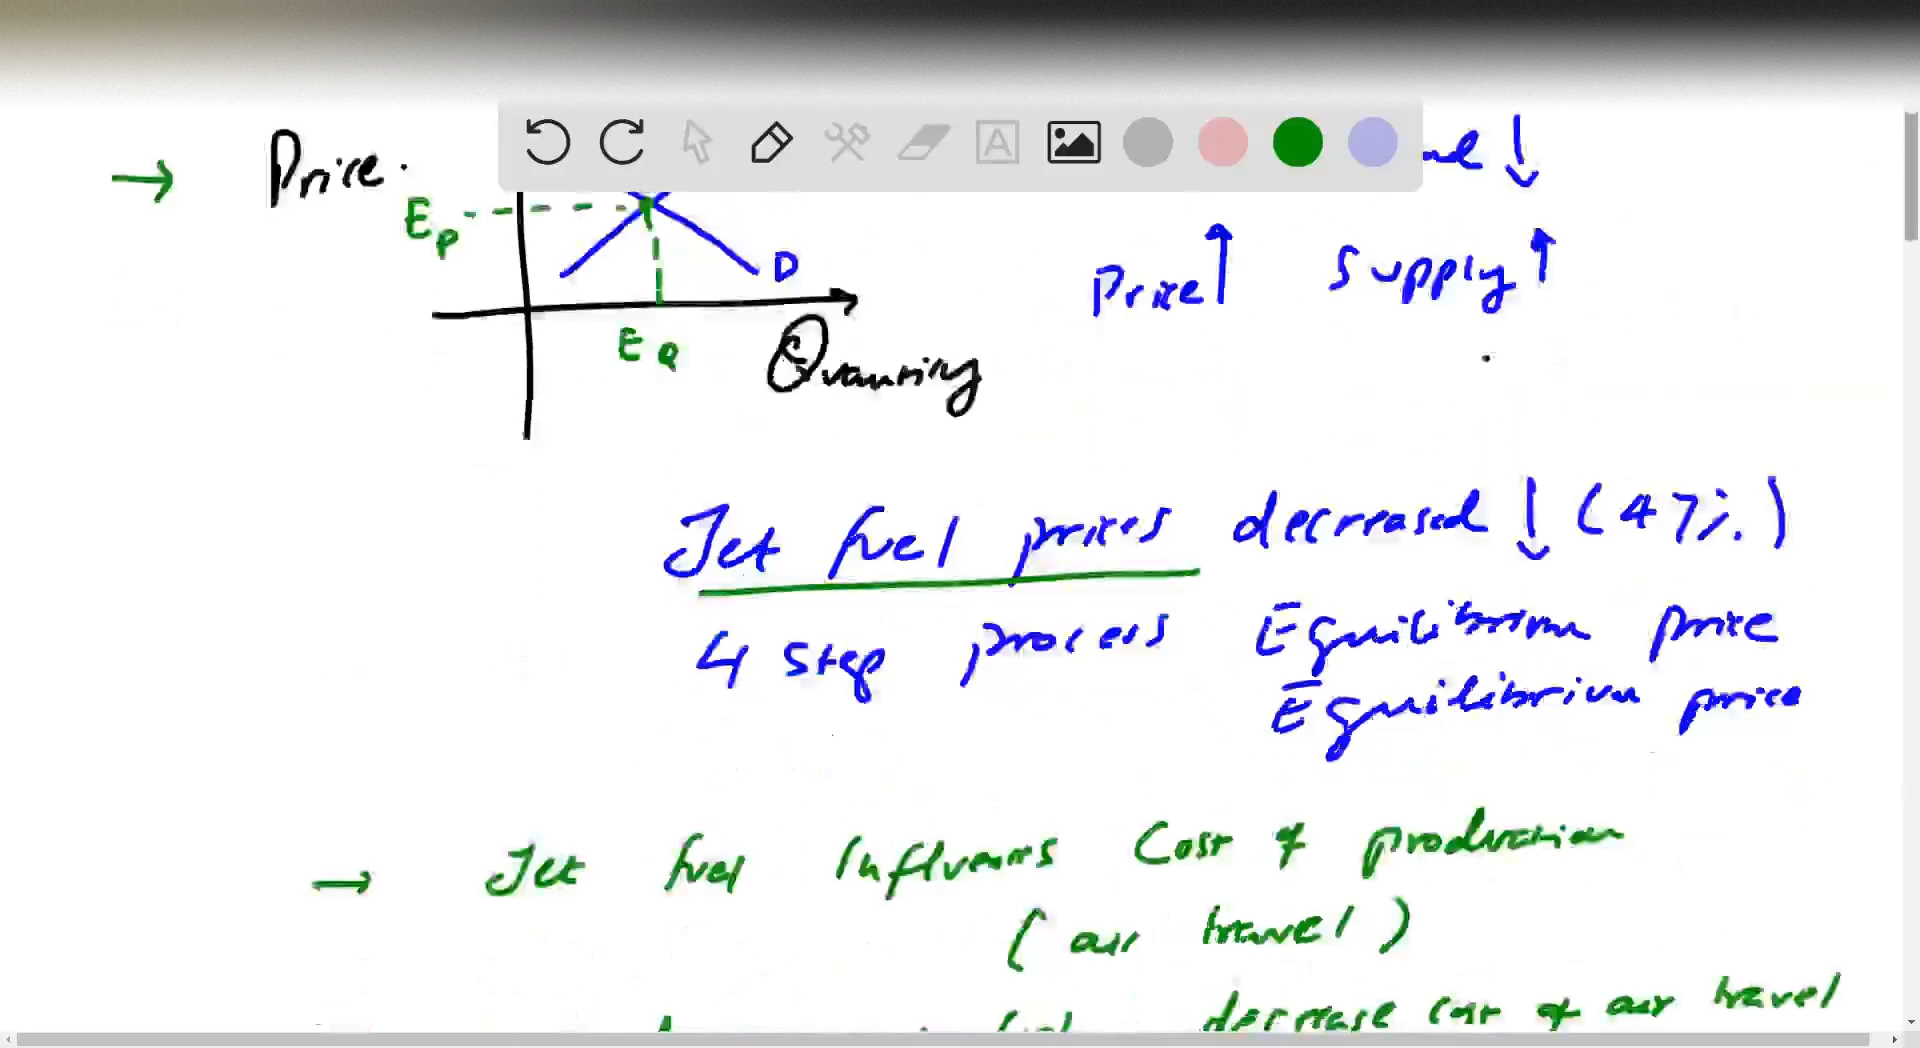 → Price.
↓
Ep
D
Price↑ Supply↑
EQ
Quantity
Jet fuel prices decreased ↓ (47%)
4 step process Equilibrium price
Equilibrium price
→ Jet fuel Influences Cost of production
(air travel)
decrease cost of air travel